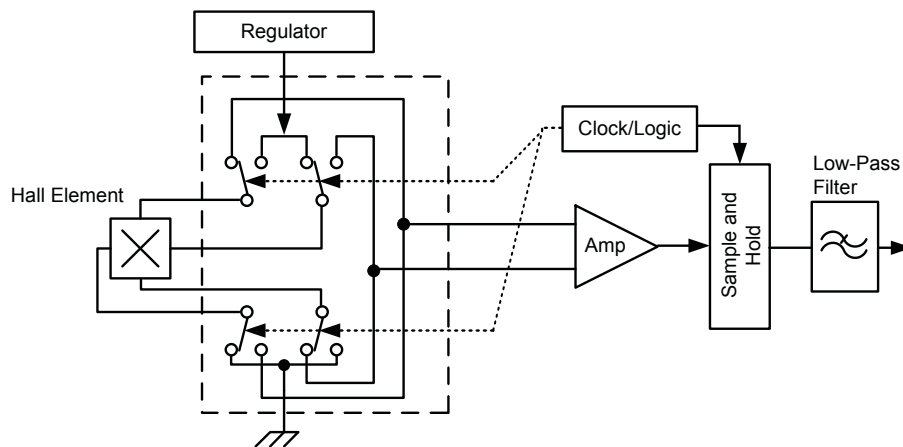 Regulator
Clock/Logic
Low-Pass
Filter
Hall Element
Amp
Sample and
Hold